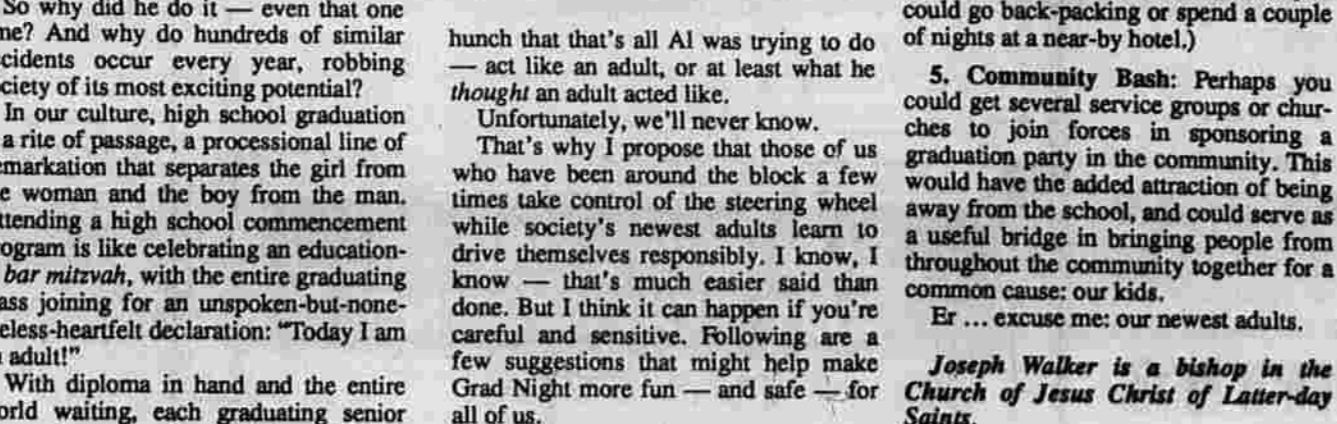 So why did he do it — even that one
me? And why do hundreds of similar
cidents occur every year, robbing
ciety of its most exciting potential?
In our culture, high school graduation
a rite of passage, a processional line of
emarkation that separates the girl from
e woman and the boy from the man.
ttending a high school commencement
ogram is like celebrating an education-
bar mitzvah, with the entire graduating
ass joining for an unspoken-but-none-
eless-heartfelt declaration: “Today I am
adult!”
With diploma in hand and the entire
orld waiting, each graduating senior
hunch that that's all Al was trying to do
— act like an adult, or at least what he
thought an adult acted like.
Unfortunately, we'll never know.
That's why I propose that those of us
who have been around the block a few
times take control of the steering wheel
while society's newest adults learn to
drive themselves responsibly. I know, I
know — that's much easier said than
done. But I think it can happen if you're
careful and sensitive. Following are a
few suggestions that might help make
Grad Night more fun — and safe — for
all of us.
could go back-packing or spend a couple
of nights at a near-by hotel.)
5. Community Bash: Perhaps you
could get several service groups or chur-
ches to join forces in sponsoring a
graduation party in the community. This
would have the added attraction of being
away from the school, and could serve as
a useful bridge in bringing people from
throughout the community together for a
common cause: our kids.
Er ... excuse me: our newest adults.
Joseph Walker is a bishop in the
Church of Jesus Christ of Latter-day
Saints.